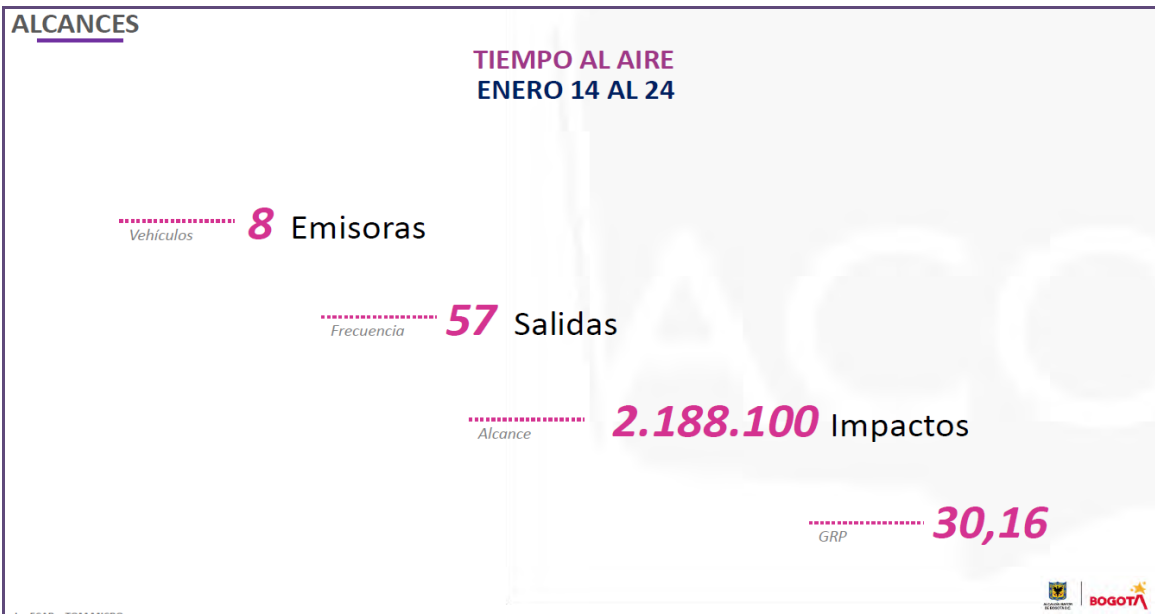 ALCANCES
TIEMPO AL AIRE
ENERO 14 AL 24
Vehículos
8 Emisoras
Frecuencia
57 Salidas
Alcance
2.188.100 Impactos
GRP
30,16
ACO
BOGOTÁ